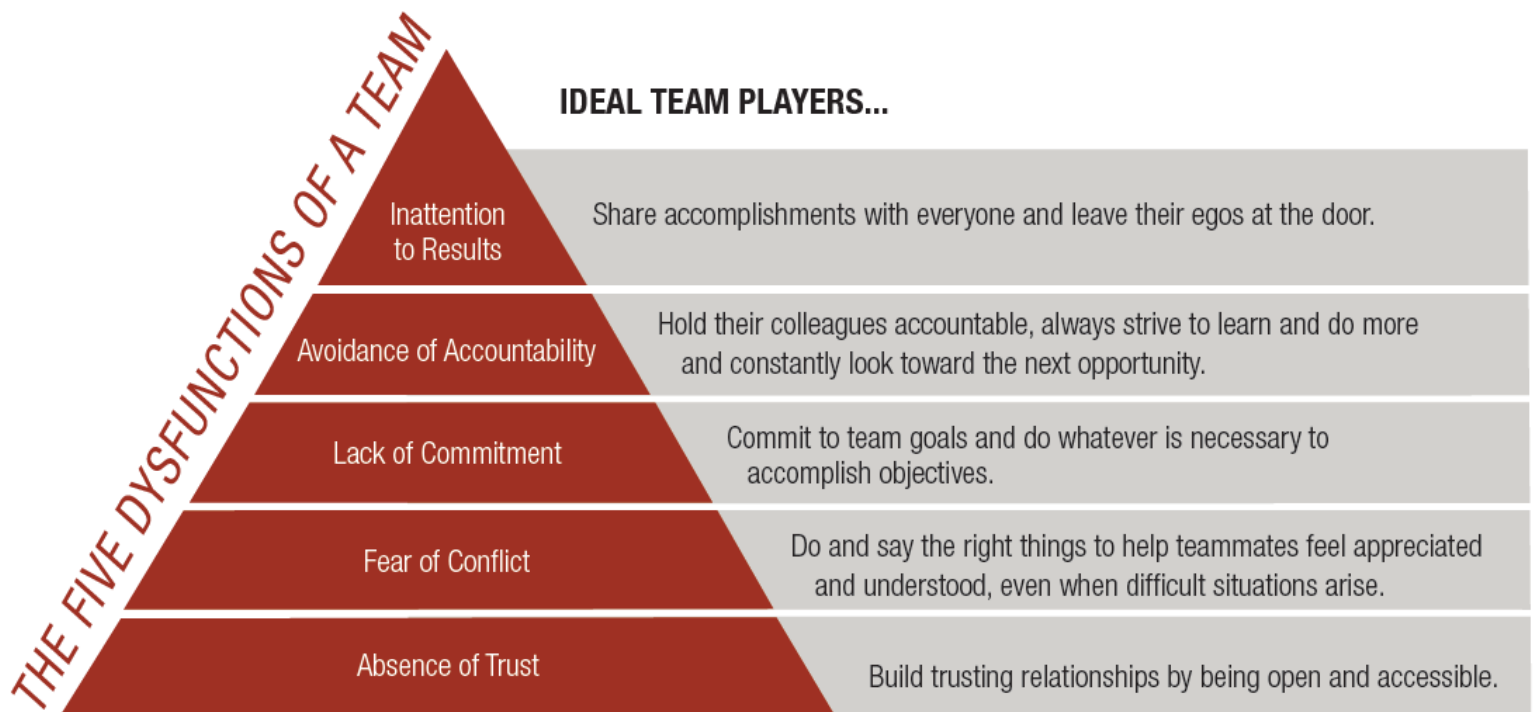 THE FIVE DYSFUNCTIONS OF A TEAM
IDEAL TEAM PLAYERS...
Inattention
to Results
Share accomplishments with everyone and leave their egos at the door.
Avoidance of Accountability
Hold their colleagues accountable, always strive to learn and do more
and constantly look toward the next opportunity.
Lack of Commitment
Commit to team goals and do whatever is necessary to
accomplish objectives.
Fear of Conflict
Do and say the right things to help teammates feel appreciated
and understood, even when difficult situations arise.
Absence of Trust
Build trusting relationships by being open and accessible.